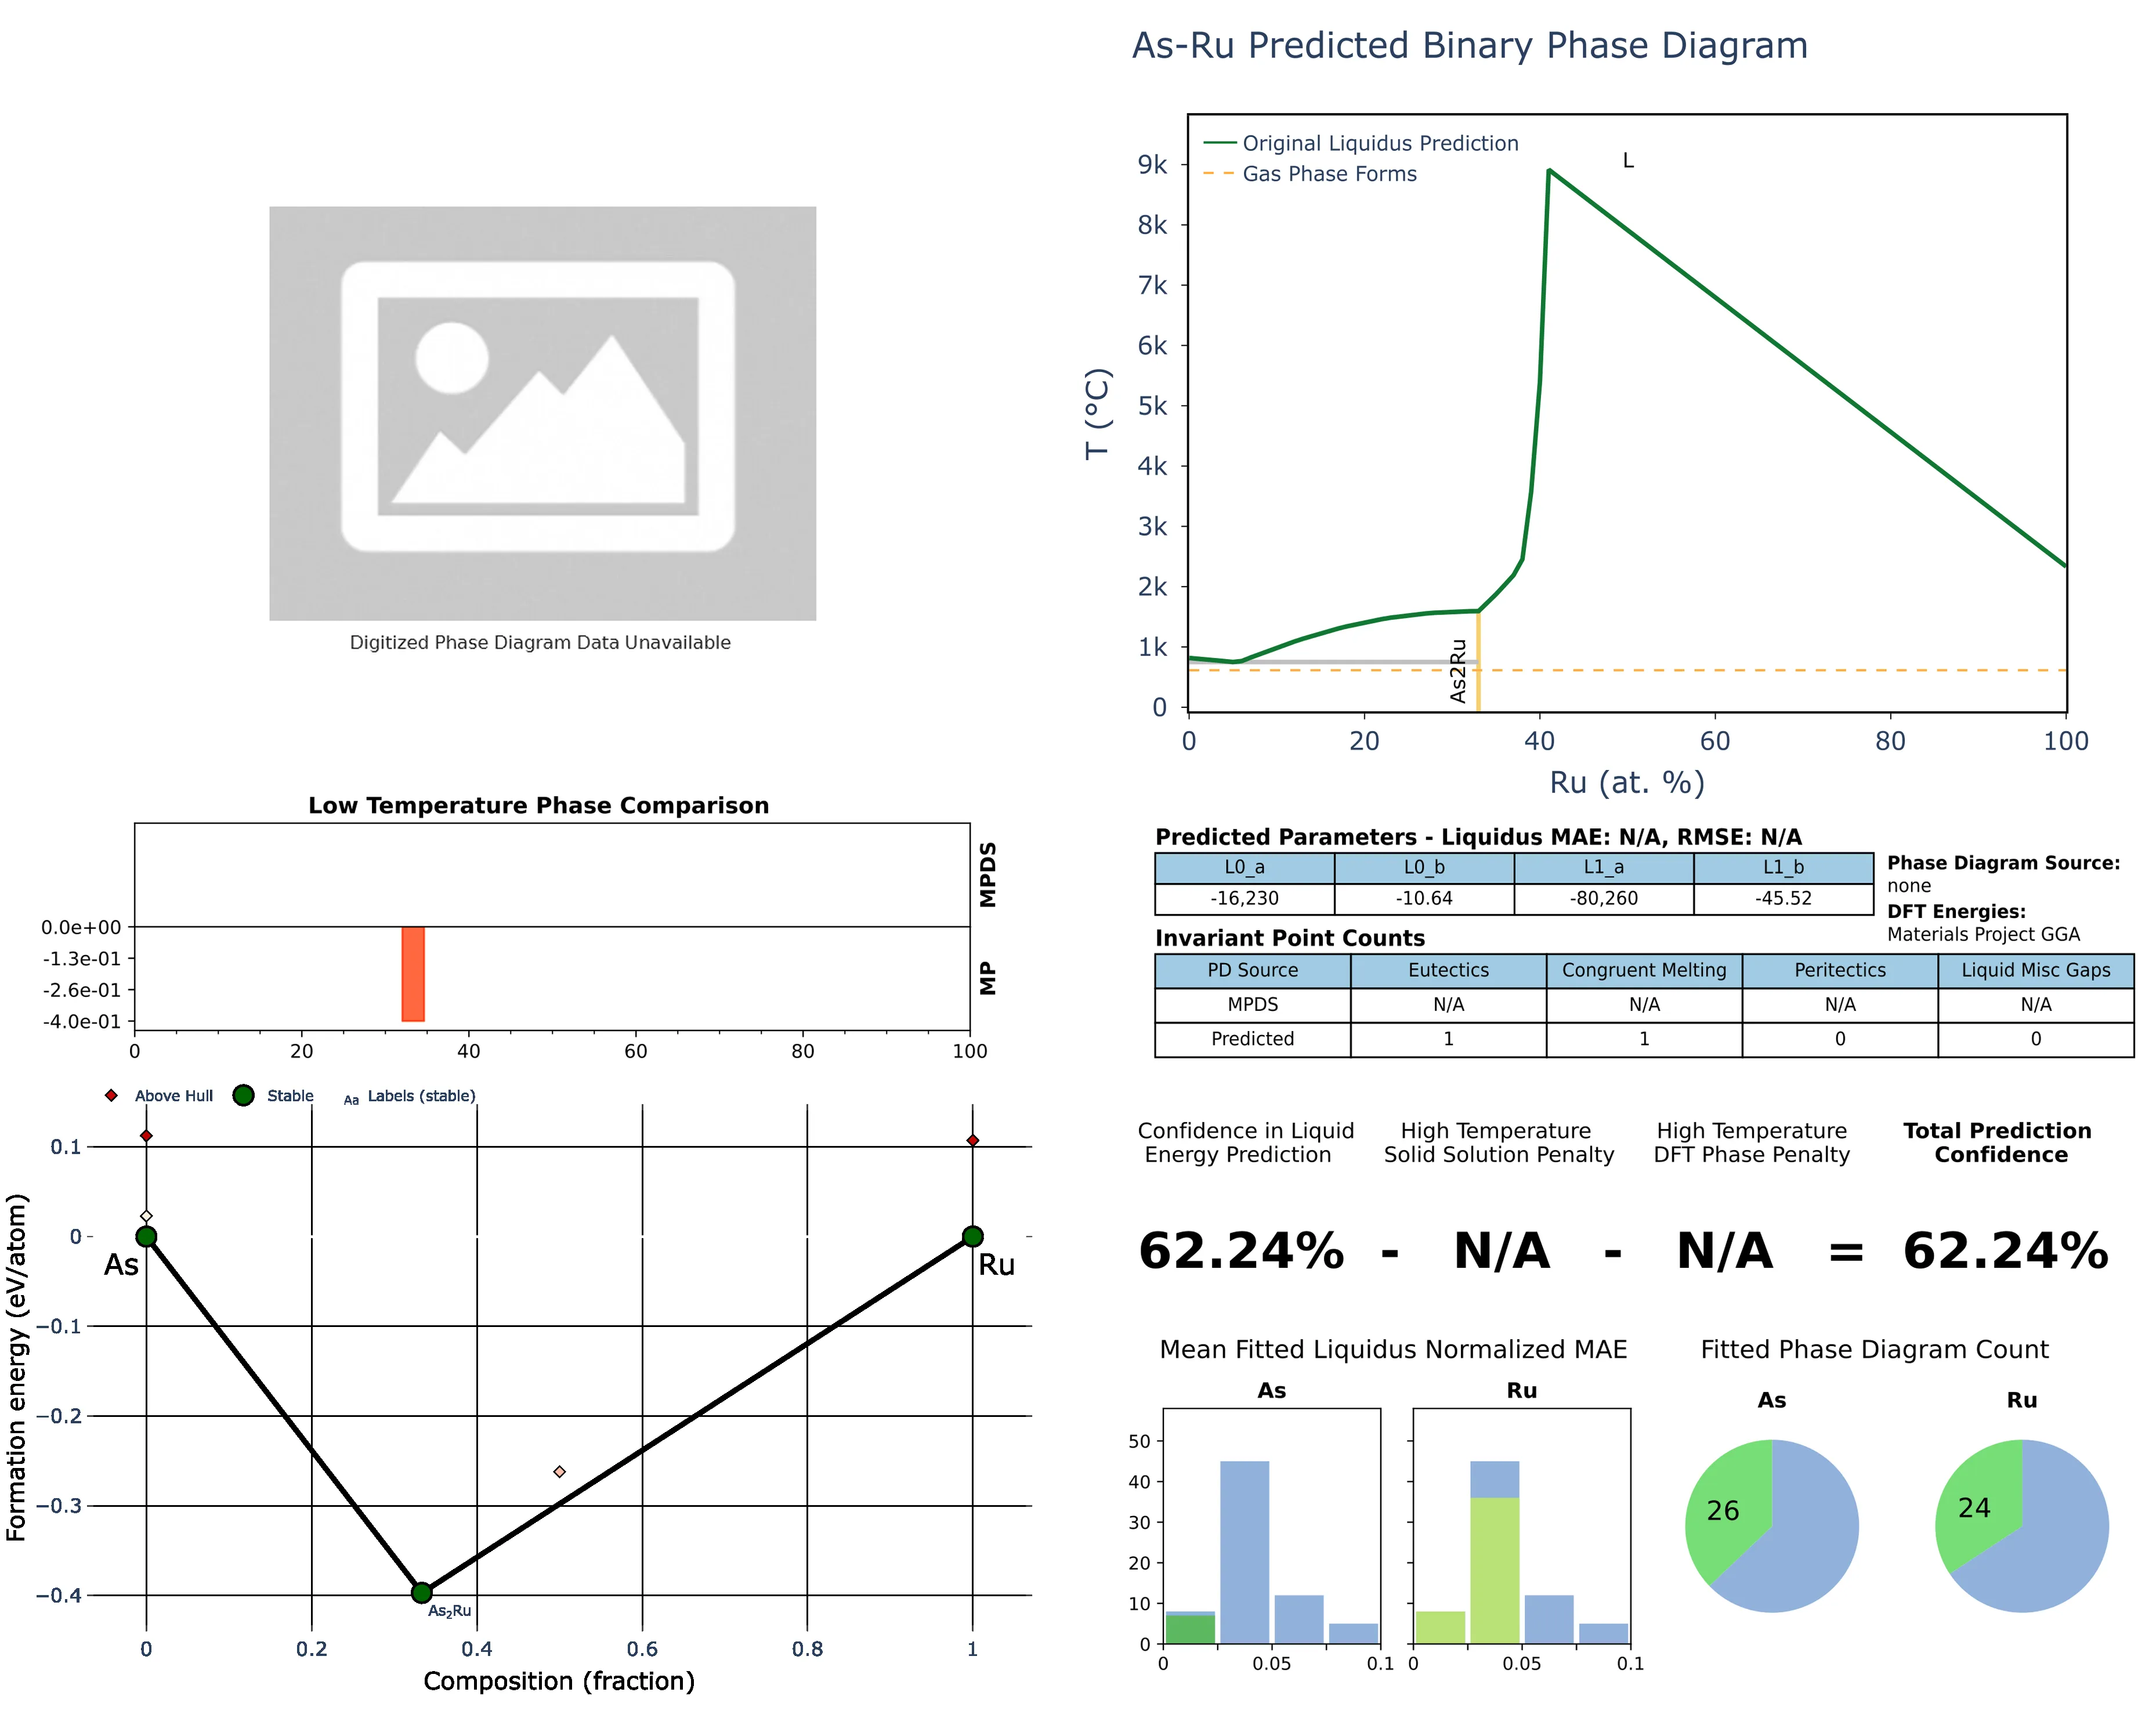 As-Ru Predicted Binary Phase Diagram
Digitized Phase Diagram Data Unavailable
Original Liquidus Prediction
Gas Phase Forms
L
As2Ru
T (°C)
9k
8k
7k
6k
5k
4k
3k
2k
1k
0
0 20 40 60 80 100
Ru (at. %)
Low Temperature Phase Comparison
MPDS
MP
0.0e+00
-1.3e-01
-2.6e-01
-4.0e-01
0 20 40 60 80 100
Predicted Parameters - Liquidus MAE: N/A, RMSE: N/A
L0_a L0_b L1_a L1_b
-16,230 -10.64 -80,260 -45.52
Phase Diagram Source:
none
DFT Energies:
Materials Project GGA
Invariant Point Counts
PD Source Eutectics Congruent Melting Peritectics Liquid Misc Gaps
MPDS N/A N/A N/A N/A
Predicted 1 1 0 0
Above Hull Stable Aa Labels (stable)
Formation energy (eV/atom)
0.1
0
−0.1
−0.2
−0.3
−0.4
As
Ru
As₂Ru
0 0.2 0.4 0.6 0.8 1
Composition (fraction)
Confidence in Liquid
Energy Prediction
High Temperature
Solid Solution Penalty
High Temperature
DFT Phase Penalty
Total Prediction
Confidence
62.24% - N/A - N/A = 62.24%
Mean Fitted Liquidus Normalized MAE
As
Ru
50
40
30
20
10
0
0 0.05 0.1
0 0.05 0.1
Fitted Phase Diagram Count
As
Ru
26
24